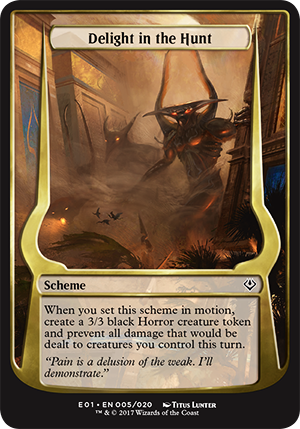 Delight in the Hunt
Scheme
When you set this scheme in motion,
create a 3/3 black Horror creature token
and prevent all damage that would be
dealt to creatures you control this turn.
"Pain is a delusion of the weak. I'll
demonstrate."
E01 • EN 005/020 Titus Lunter
™ & © 2017 Wizards of the Coast